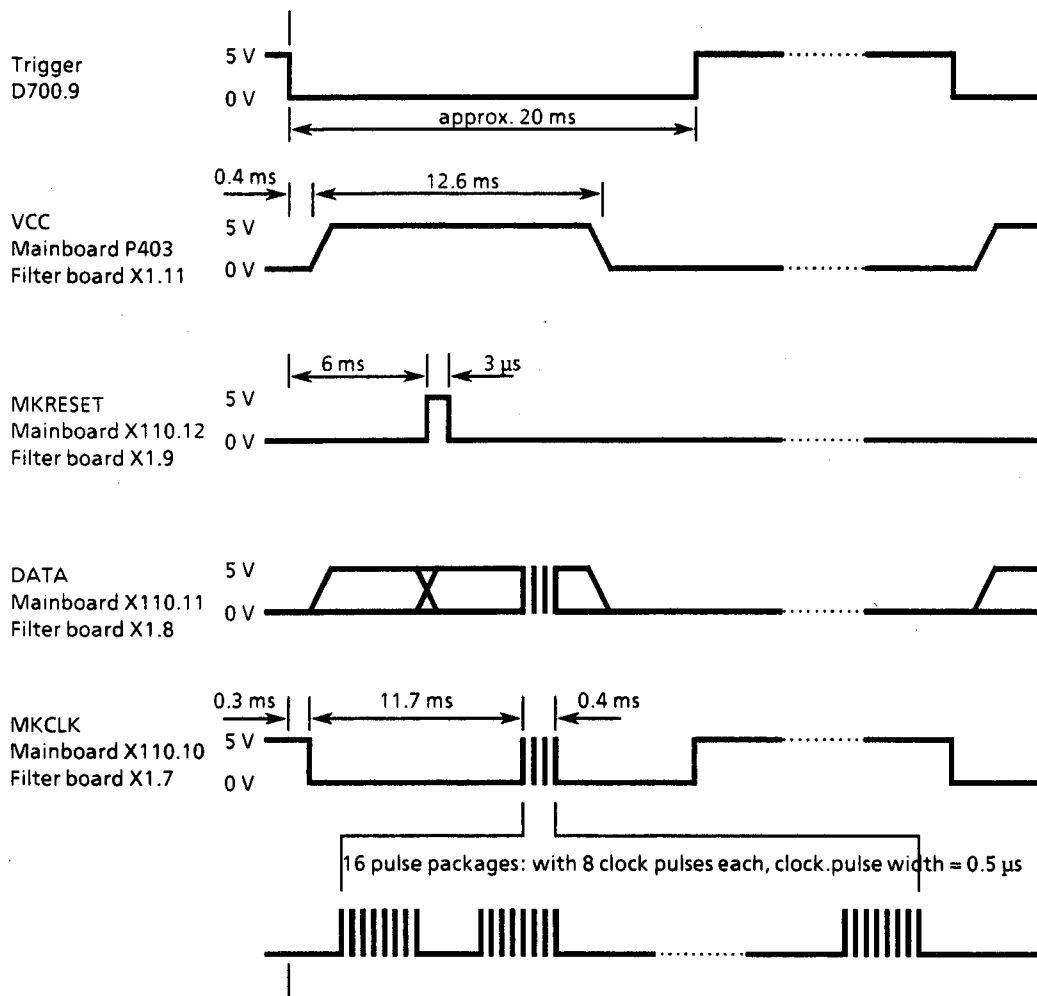 Trigger
D700.9
5 V
0 V
approx. 20 ms
0.4 ms
12.6 ms
VCC
Mainboard P403
Filter board X1.11
5 V
0 V
6 ms
3 µs
MKRESET
Mainboard X110.12
Filter board X1.9
5 V
0 V
DATA
Mainboard X110.11
Filter board X1.8
5 V
0 V
0.3 ms
11.7 ms
0.4 ms
MKCLK
Mainboard X110.10
Filter board X1.7
5 V
0 V
16 pulse packages: with 8 clock pulses each, clock.pulse width = 0.5 µs